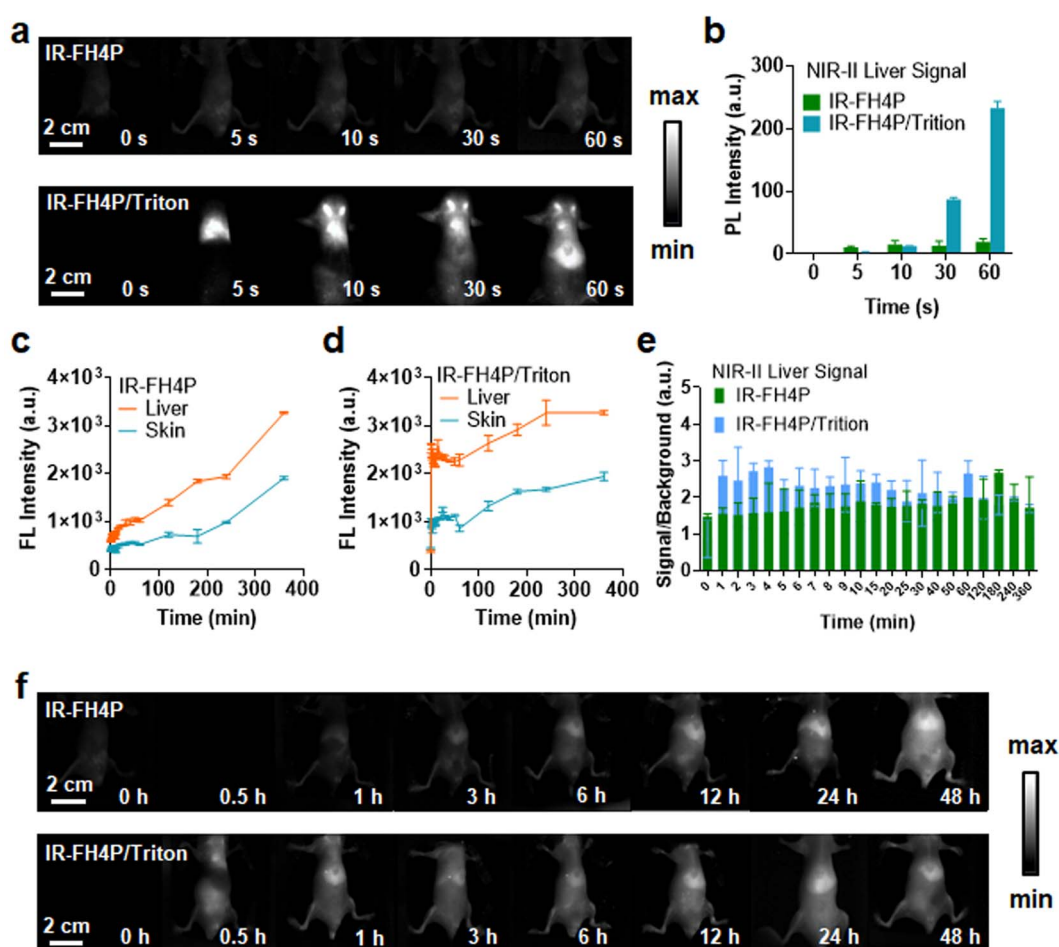 a
IR-FH4P
2 cm
0 s
5 s
10 s
30 s
60 s
IR-FH4P/Triton
2 cm
0 s
5 s
10 s
30 s
60 s
max
min
b
NIR-II Liver Signal
IR-FH4P
IR-FH4P/Trition
PL Intensity (a.u.)
300
200
100
0
0 5 10 30 60
Time (s)
c
IR-FH4P
Liver
Skin
FL Intensity (a.u.)
4×10³
3×10³
2×10³
1×10³
0
0 100 200 300 400
Time (min)
d
IR-FH4P/Triton
Liver
Skin
FL Intensity (a.u.)
4×10³
3×10³
2×10³
1×10³
0
0 100 200 300 400
Time (min)
e
NIR-II Liver Signal
IR-FH4P
IR-FH4P/Trition
Signal/Background (a.u.)
5
4
3
2
1
0
0 1 2 3 4 5 6 7 8 9 10 15 20 25 30 40 50 60 120 180 240 360
Time (min)
f
IR-FH4P
2 cm
0 h
0.5 h
1 h
3 h
6 h
12 h
24 h
48 h
IR-FH4P/Triton
2 cm
0 h
0.5 h
1 h
3 h
6 h
12 h
24 h
48 h
max
min